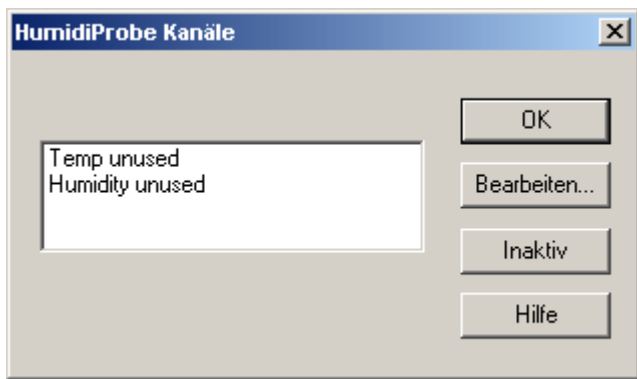 HumidiProbe Kanäle
Temp unused
Humidity unused
OK
Bearbeiten...
Inaktiv
Hilfe